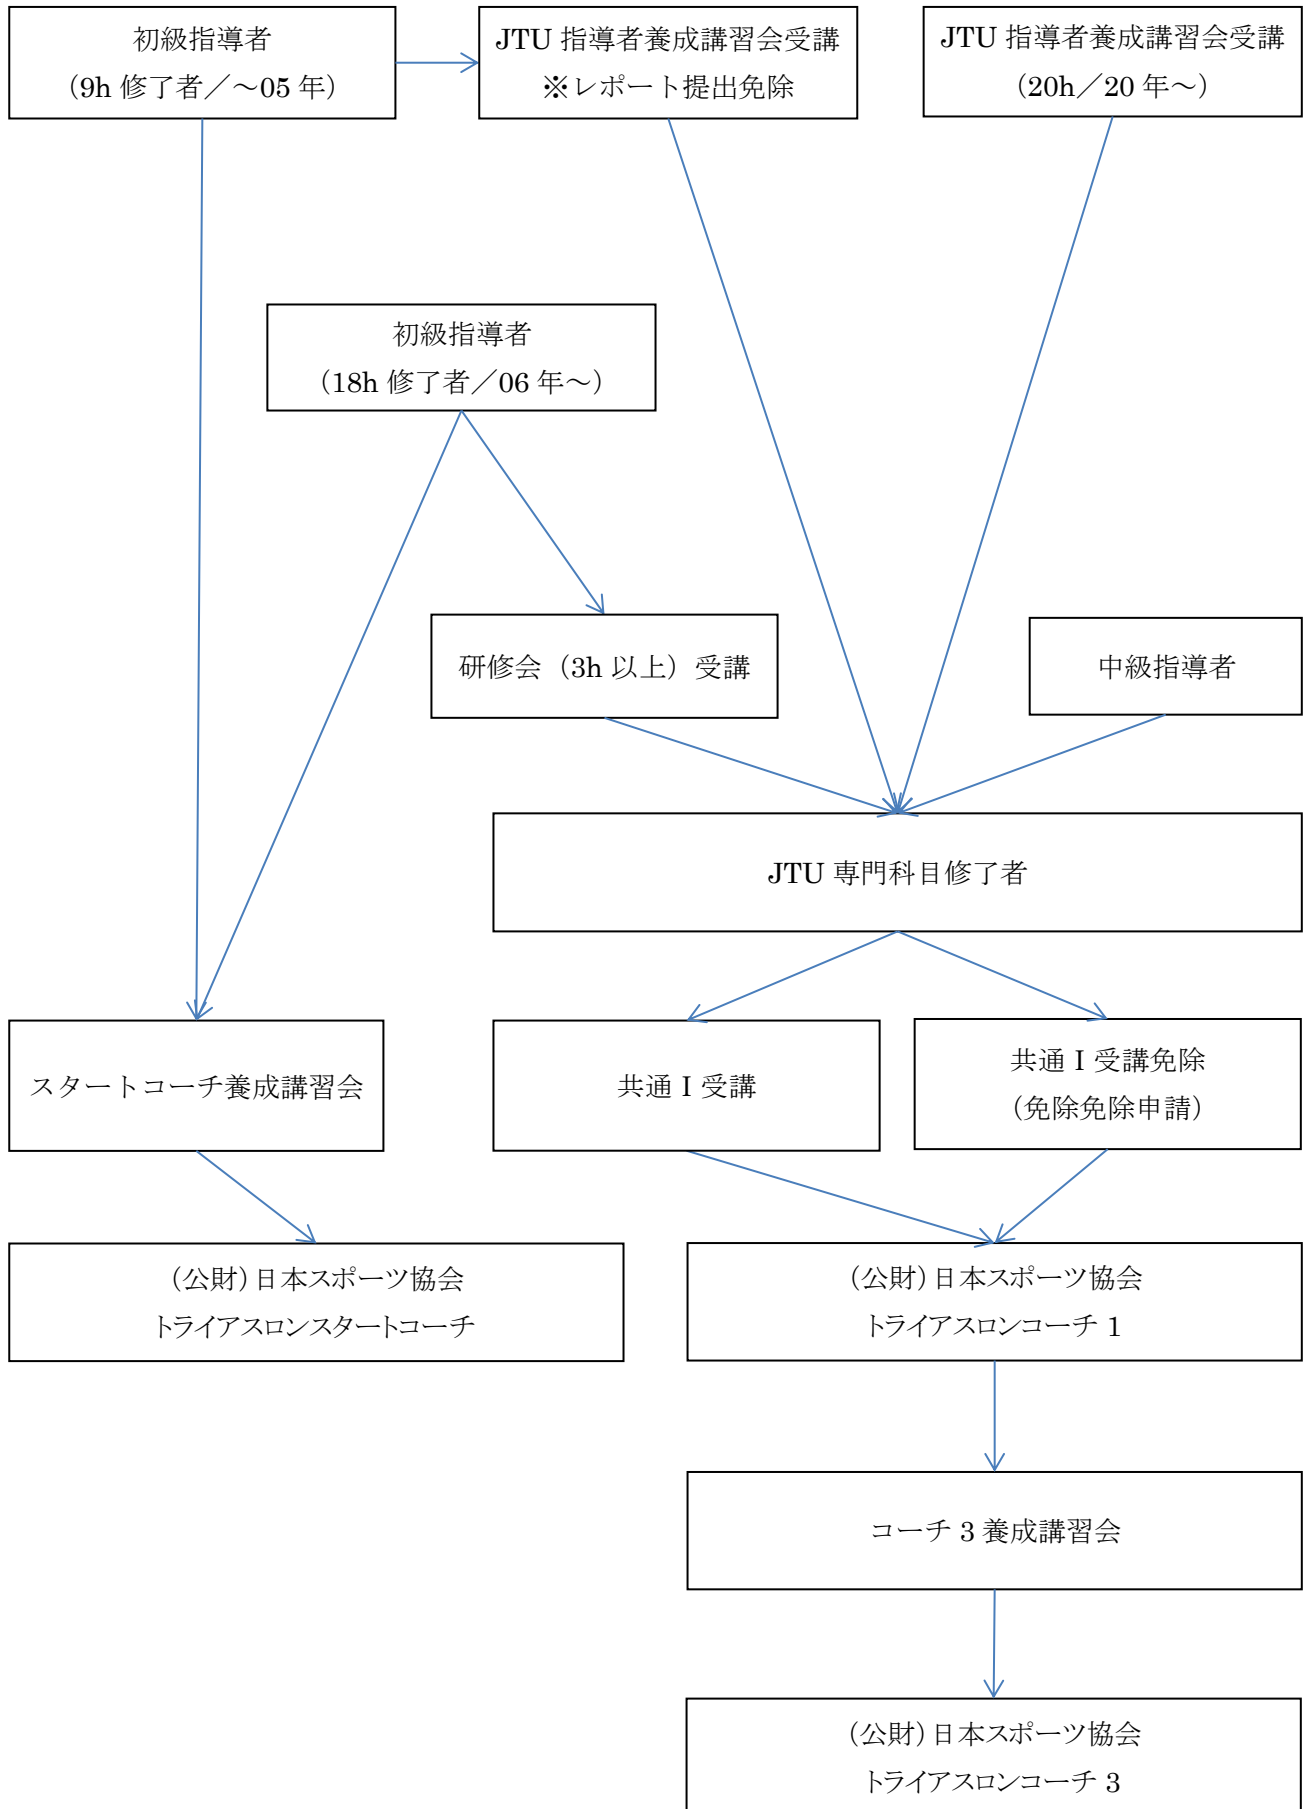 初級指導者
（9h 修了者／～05 年）
JTU 指導者養成講習会受講
※レポート提出免除
JTU 指導者養成講習会受講
（20h／20 年～）
初級指導者
（18h 修了者／06 年～）
研修会（3h 以上）受講
中級指導者
JTU 専門科目修了者
スタートコーチ養成講習会
共通 I 受講
共通 I 受講免除
（免除免除申請）
（公財）日本スポーツ協会
トライアスロンスタートコーチ
（公財）日本スポーツ協会
トライアスロンコーチ 1
コーチ 3 養成講習会
（公財）日本スポーツ協会
トライアスロンコーチ 3